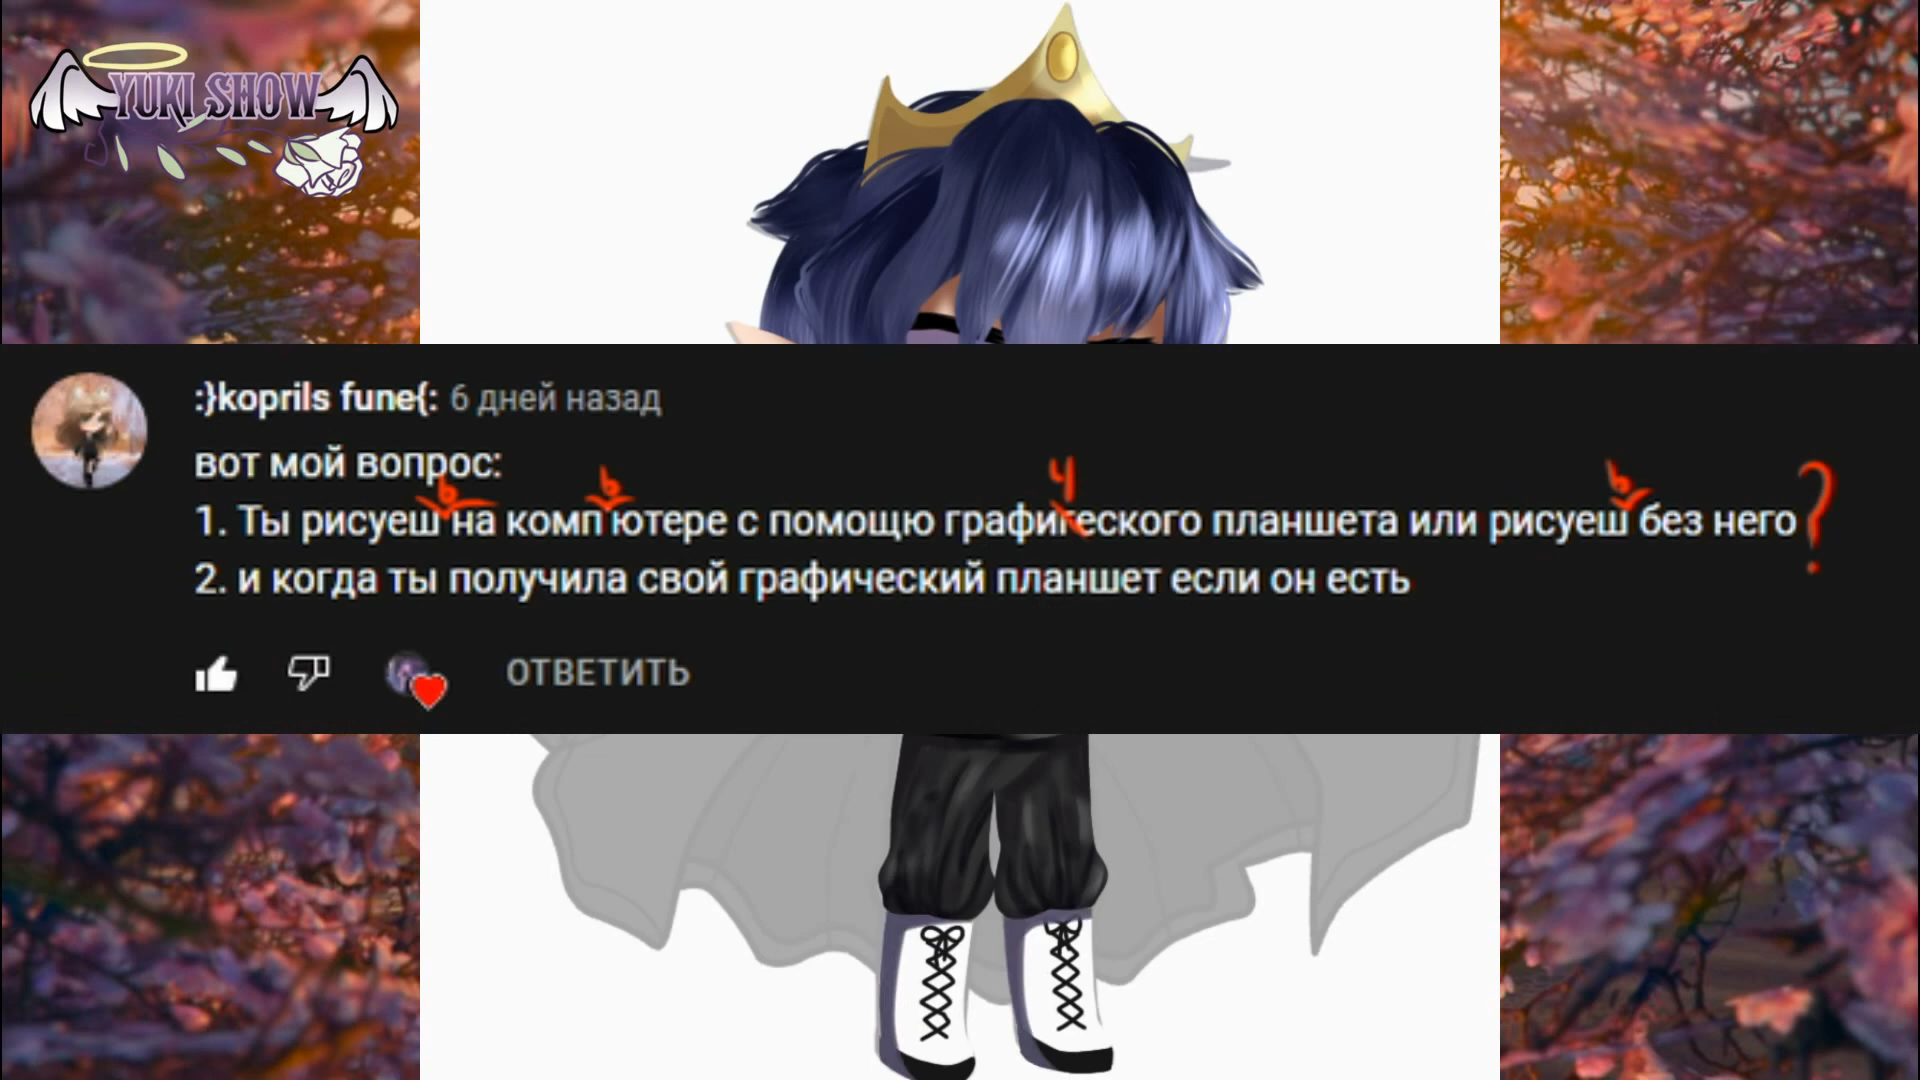 YUKI SHOW
:}koprils fune{: 6 дней назад
вот мой вопрос:
ь ь ч ь
1. Ты рисуеш на комп ютере с помощю графигеского планшета или рисуеш без него ?
2. и когда ты получила свой графический планшет если он есть
ОТВЕТИТЬ